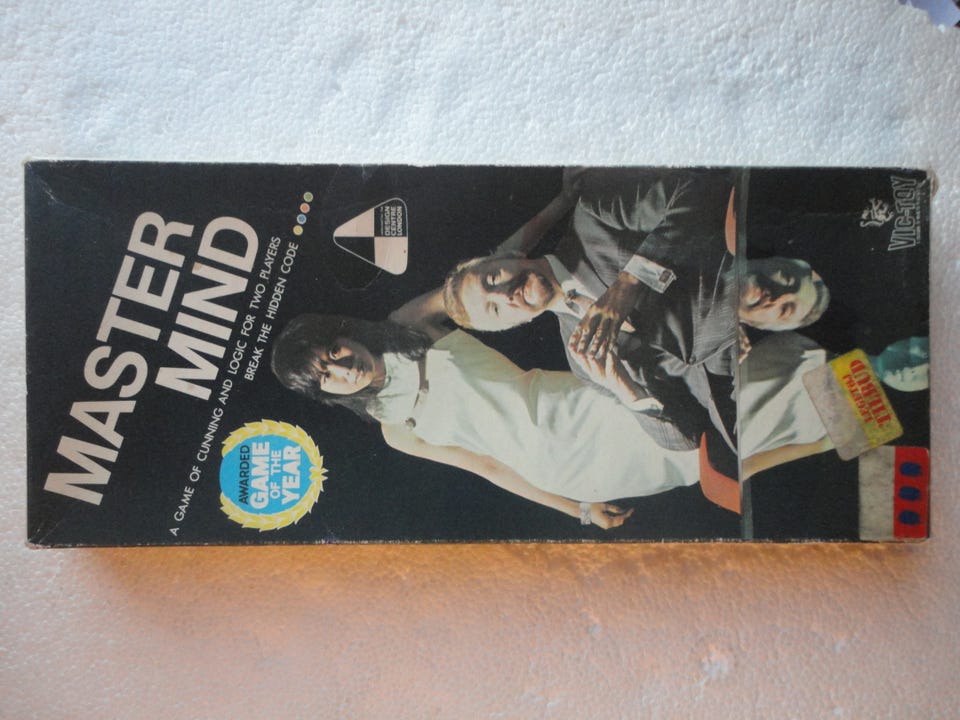 MASTER
MIND
A GAME OF CUNNING AND LOGIC FOR TWO PLAYERS
BREAK THE HIDDEN CODE
AWARDED
GAME
OF THE
YEAR
DESIGN
CENTRE
LONDON
TILBUD
VIC-TOY